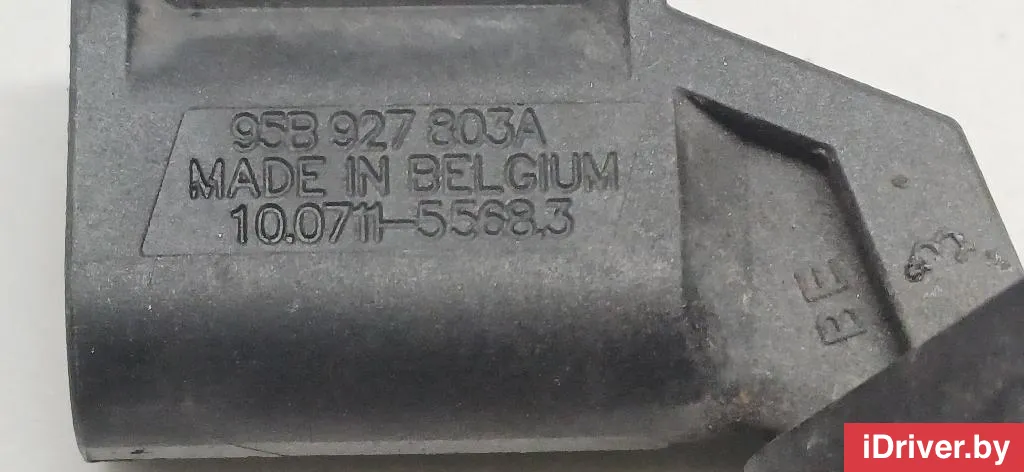 95B 927 803A
MADE IN BELGIUM
10.0711-5568.3
BE
iDriver.by